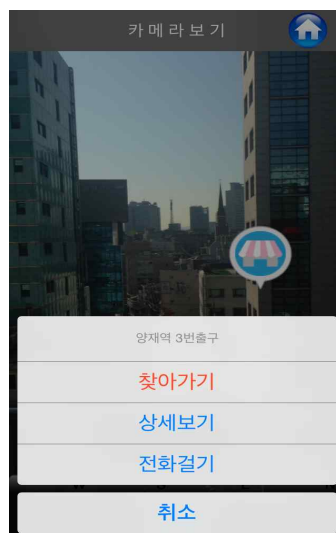 카메라보기
양재역 3번출구
찾아가기
상세보기
전화걸기
취소